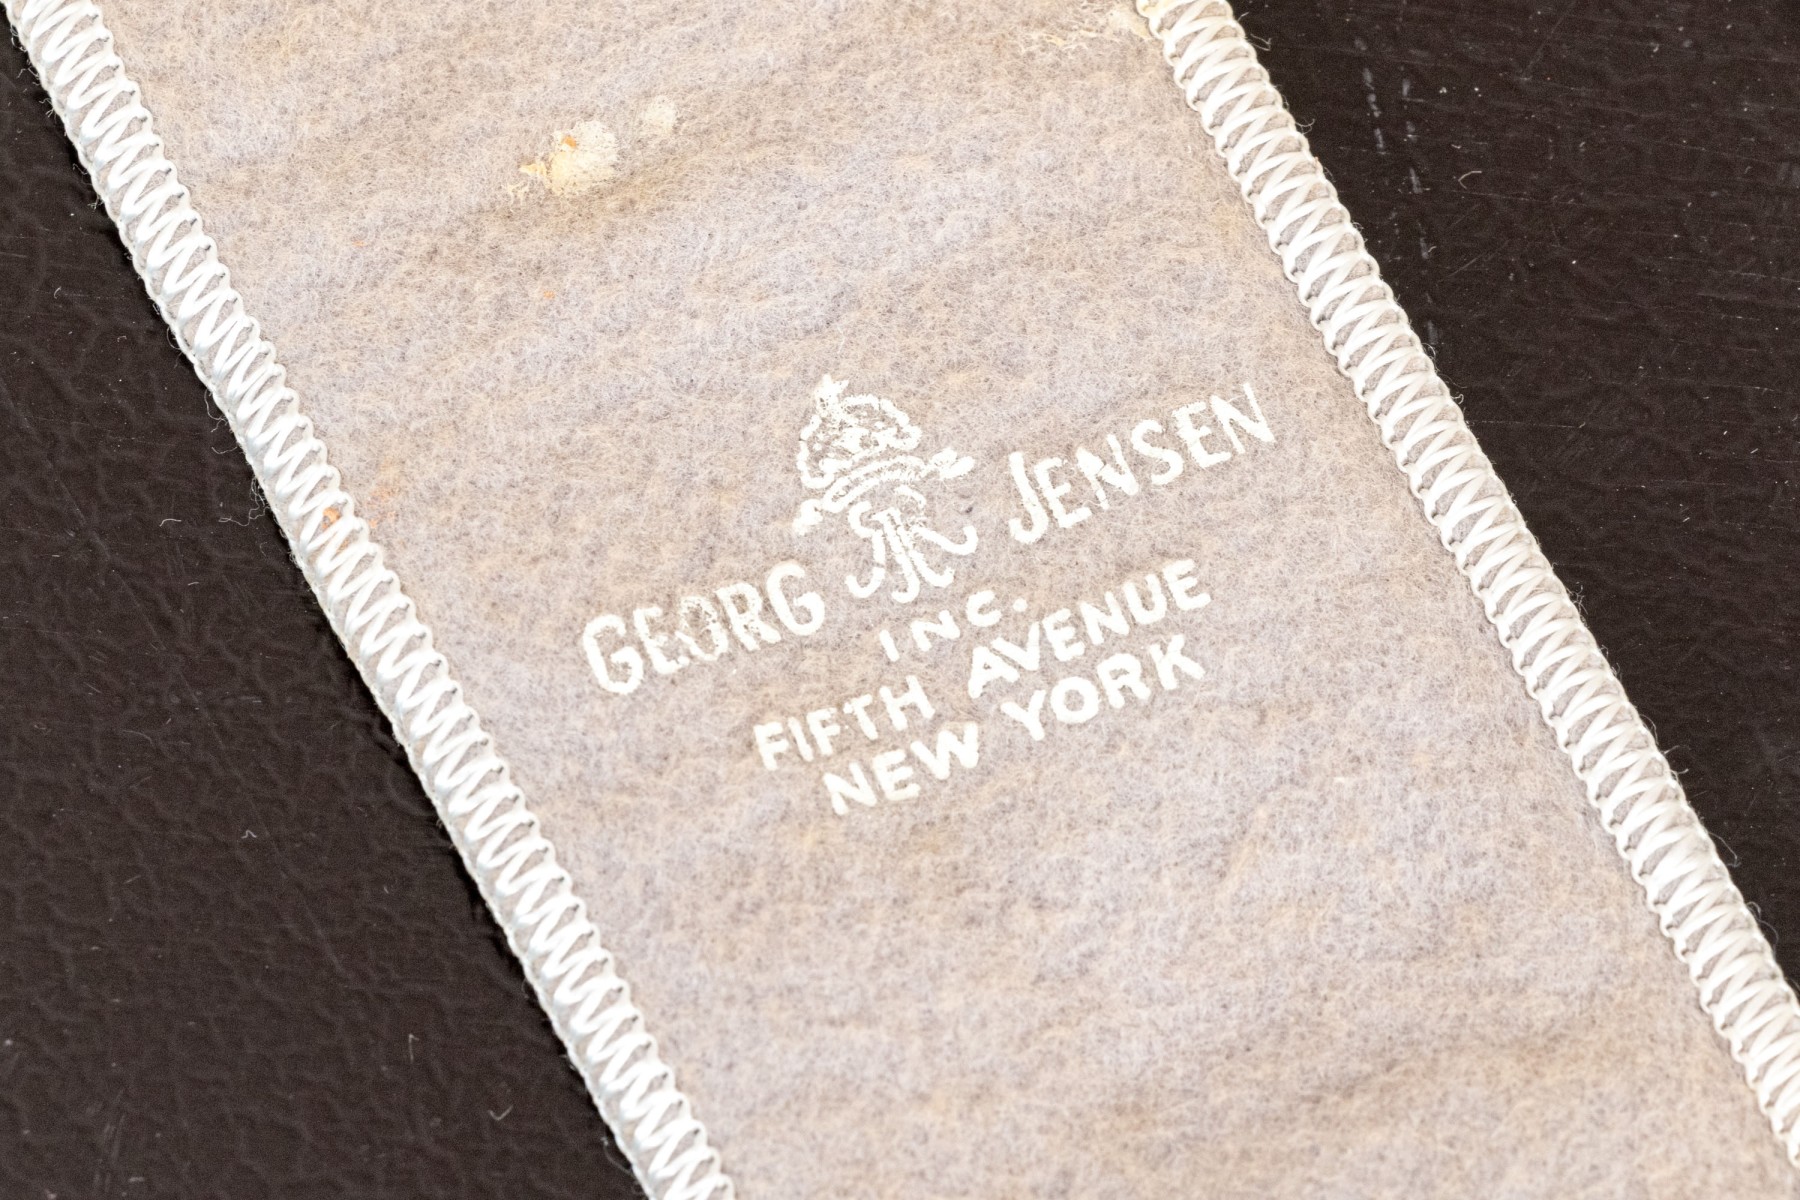 GEORG JENSEN
INC.
FIFTH AVENUE
NEW YORK